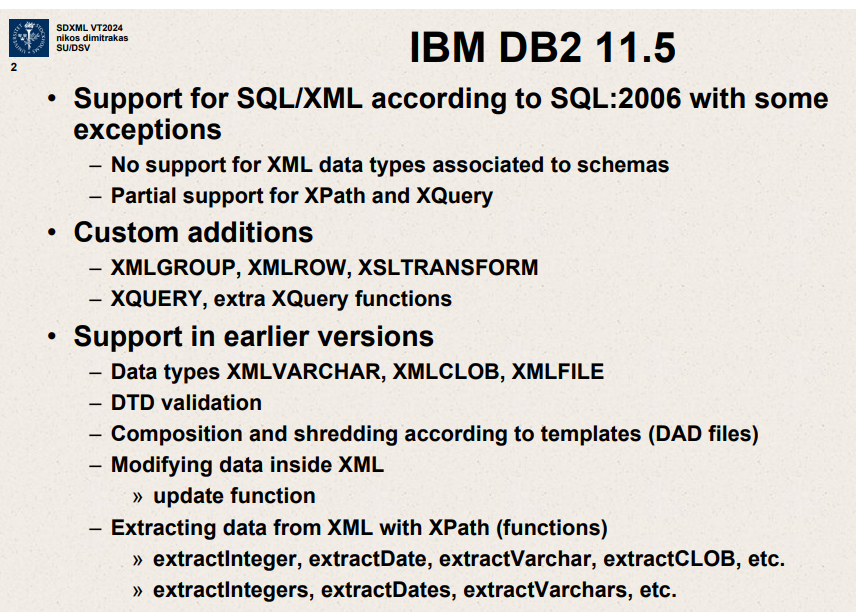 SDXML VT2024
nikos dimitrakas
SU/DSV
2
IBM DB2 11.5
• Support for SQL/XML according to SQL:2006 with some
exceptions
– No support for XML data types associated to schemas
– Partial support for XPath and XQuery
• Custom additions
– XMLGROUP, XMLROW, XSLTRANSFORM
– XQUERY, extra XQuery functions
• Support in earlier versions
– Data types XMLVARCHAR, XMLCLOB, XMLFILE
– DTD validation
– Composition and shredding according to templates (DAD files)
– Modifying data inside XML
» update function
– Extracting data from XML with XPath (functions)
» extractInteger, extractDate, extractVarchar, extractCLOB, etc.
» extractIntegers, extractDates, extractVarchars, etc.